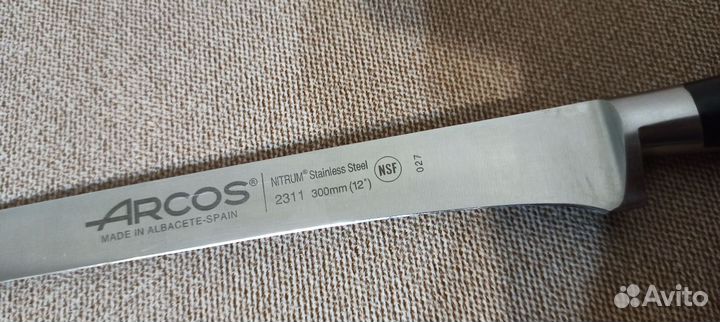 ARCOS®
MADE IN ALBACETE-SPAIN
NITRUM® Stainless Steel
2311 300mm (12")
NSF
027
Avito